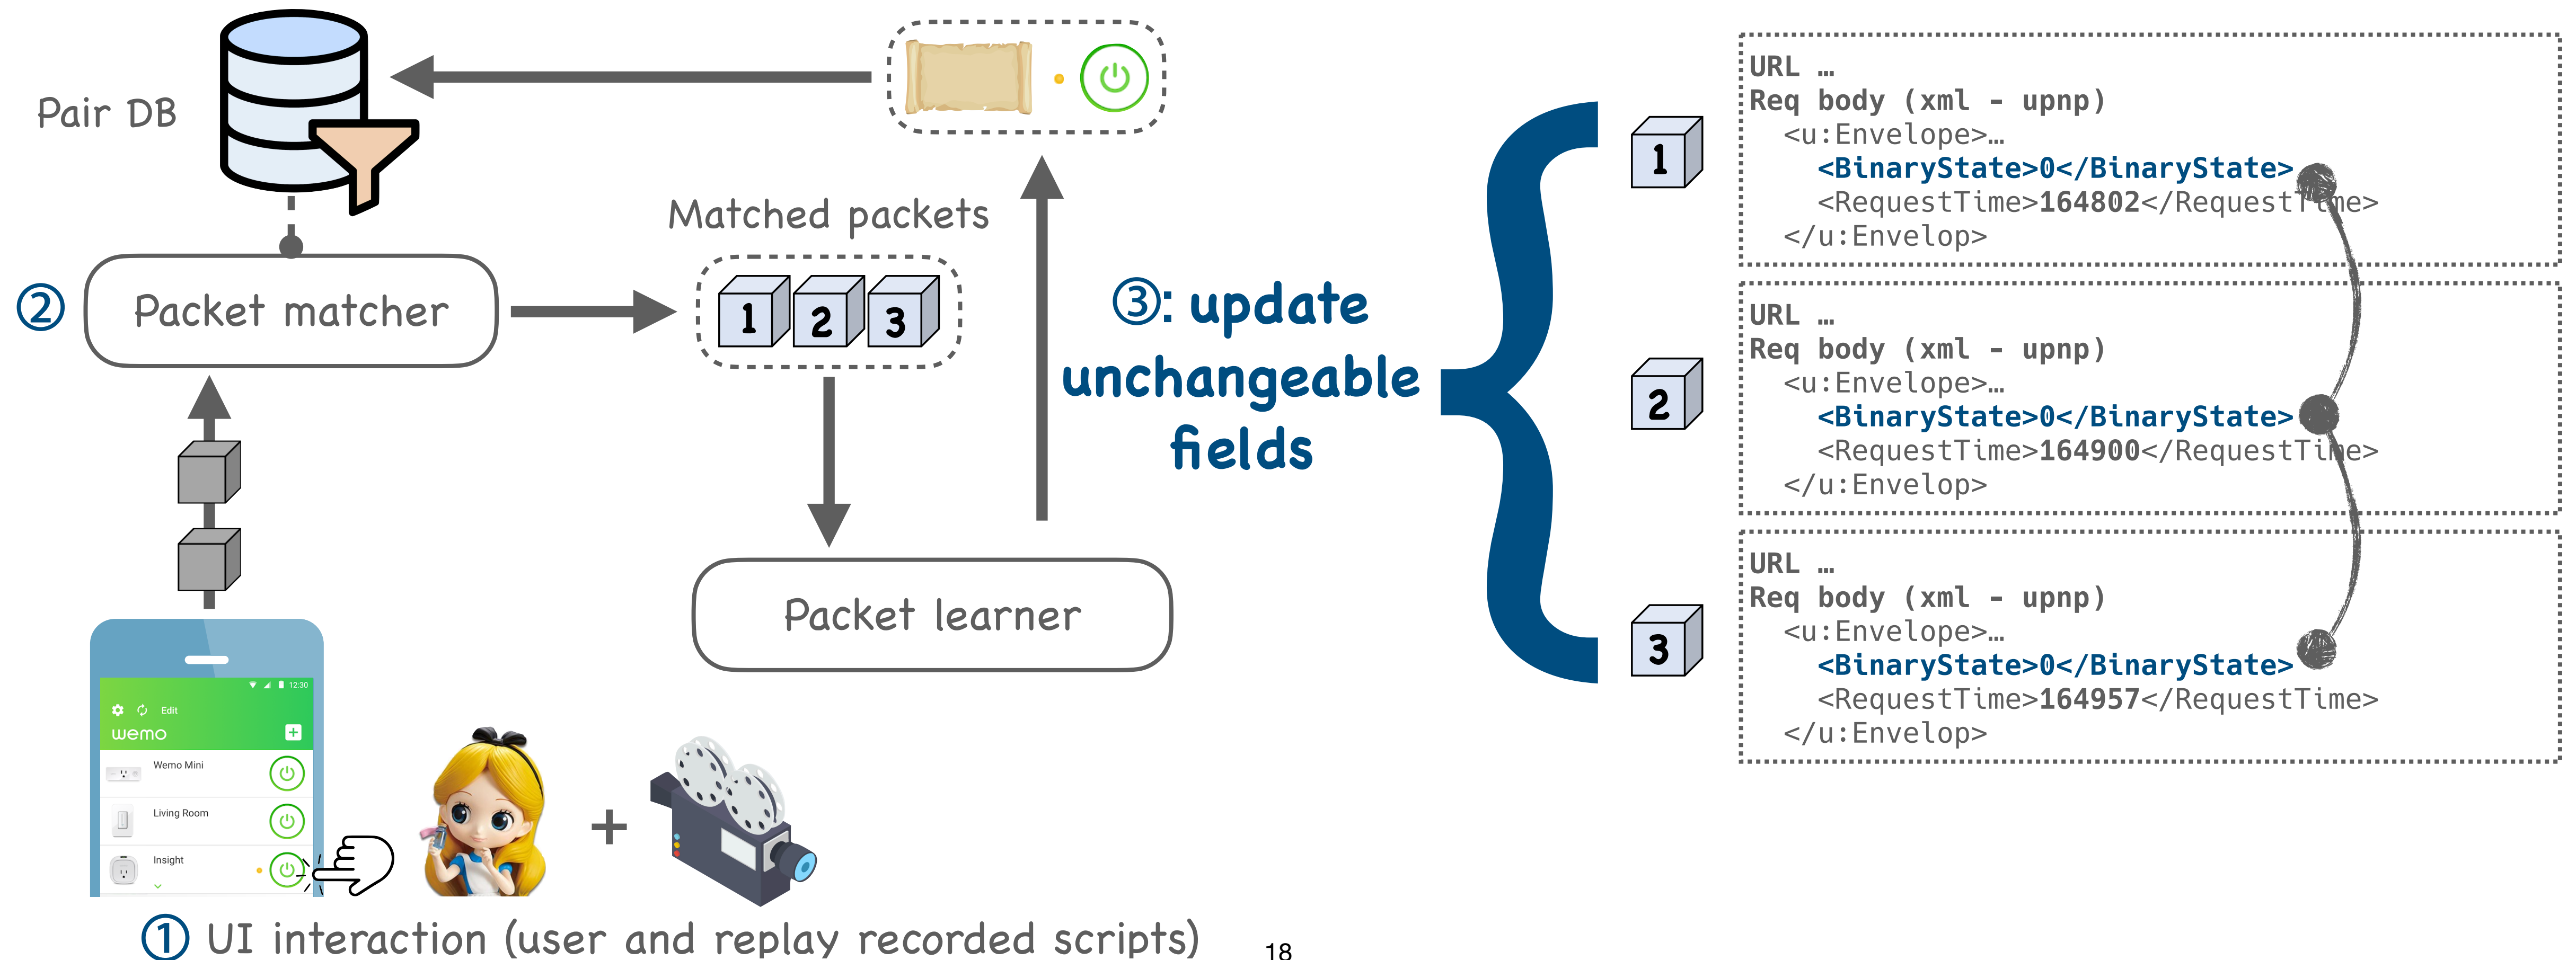 Pair DB
Matched packets
②
Packet matcher
1 2 3
③: update
unchangeable
fields
Packet learner
12:30
Edit
wemo
Wemo Mini
Living Room
Insight
+
① UI interaction (user and replay recorded scripts)
1
URL …
Req body (xml - upnp)
<u:Envelope>…
<BinaryState>0</BinaryState>
<RequestTime>164802</RequestTime>
</u:Envelop>
2
URL …
Req body (xml - upnp)
<u:Envelope>…
<BinaryState>0</BinaryState>
<RequestTime>164900</RequestTime>
</u:Envelop>
3
URL …
Req body (xml - upnp)
<u:Envelope>…
<BinaryState>0</BinaryState>
<RequestTime>164957</RequestTime>
</u:Envelop>
18